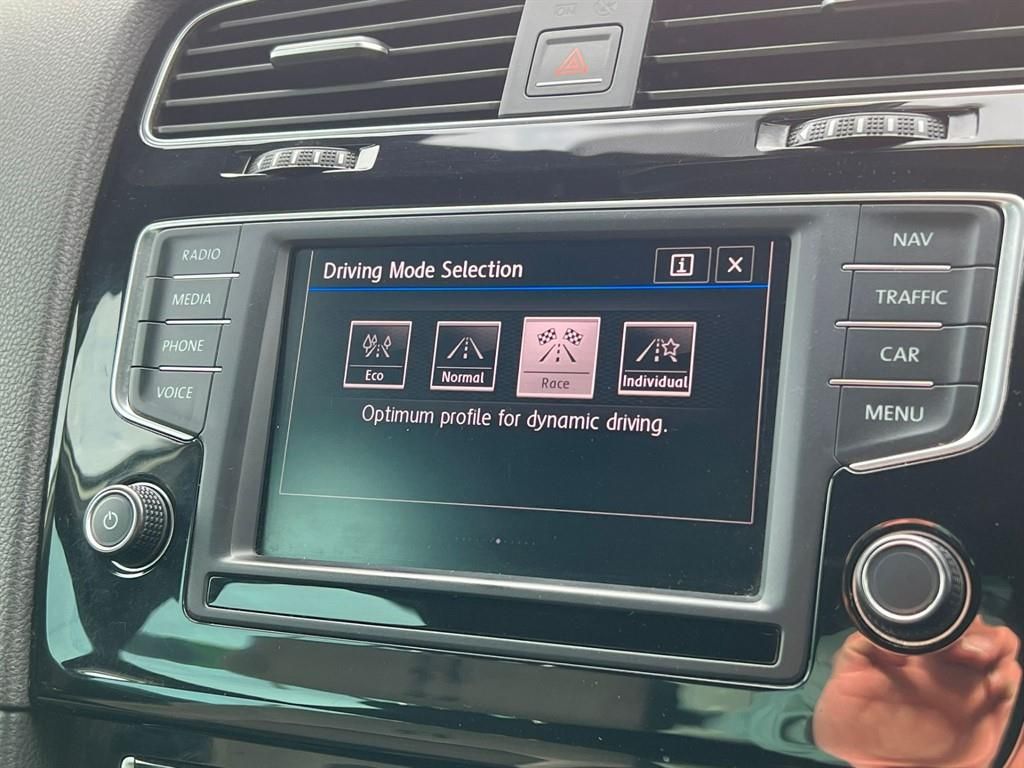 RADIO
MEDIA
PHONE
VOICE
Driving Mode Selection
i X
Eco Normal Race Individual
Optimum profile for dynamic driving.
NAV
TRAFFIC
CAR
MENU